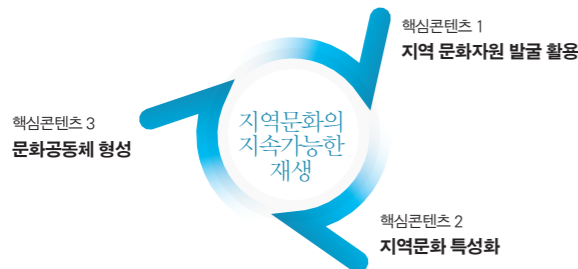 핵심콘텐츠 1
지역 문화자원 발굴 활용
지역문화의
지속가능한
재생
핵심콘텐츠 3
문화공동체 형성
핵심콘텐츠 2
지역문화 특성화